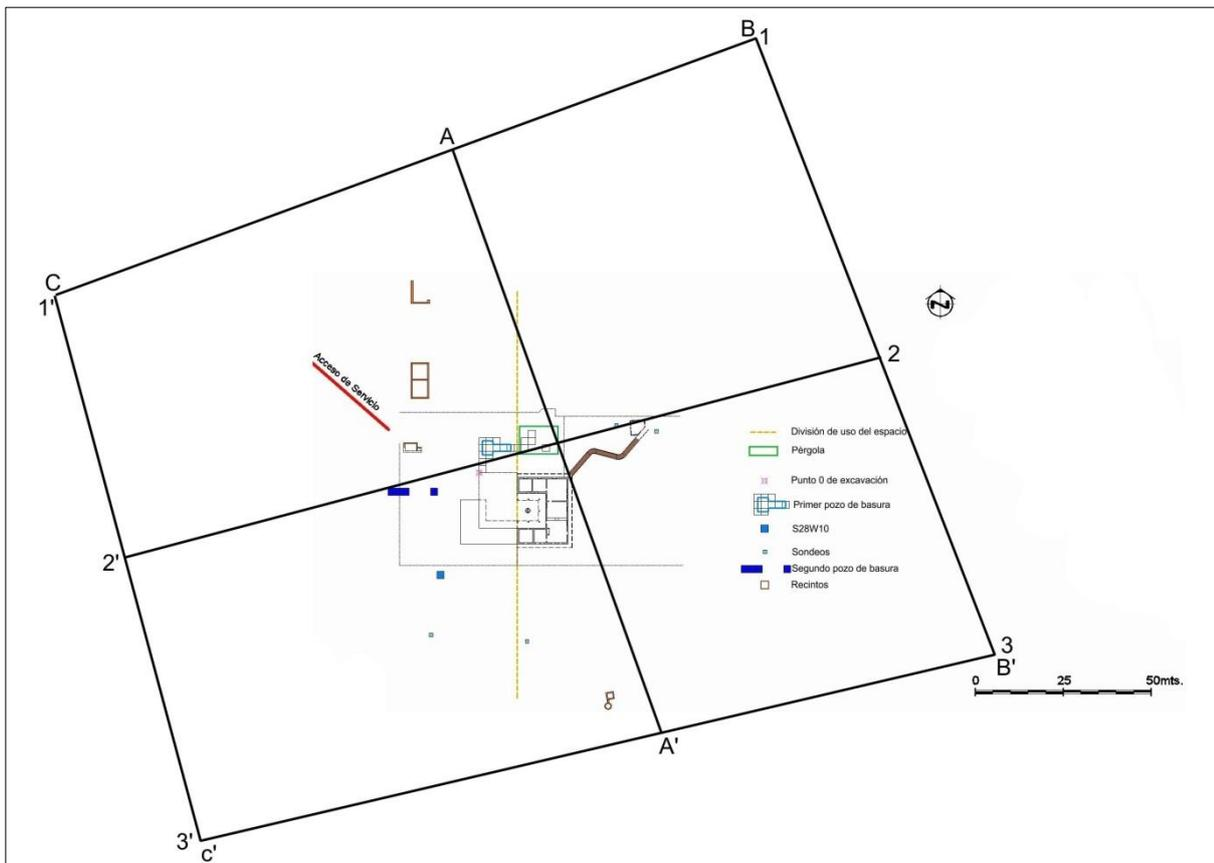 B
1
A
C
1'
N
Acceso de Servicio
2
División de uso del espacio
Pèrgola
Punto 0 de excavación
Primer pozo de basura
S28W10
Sondeos
Segundo pozo de basura
Recintos
2'
3
B'
0 25 50mts.
A'
3'
c'